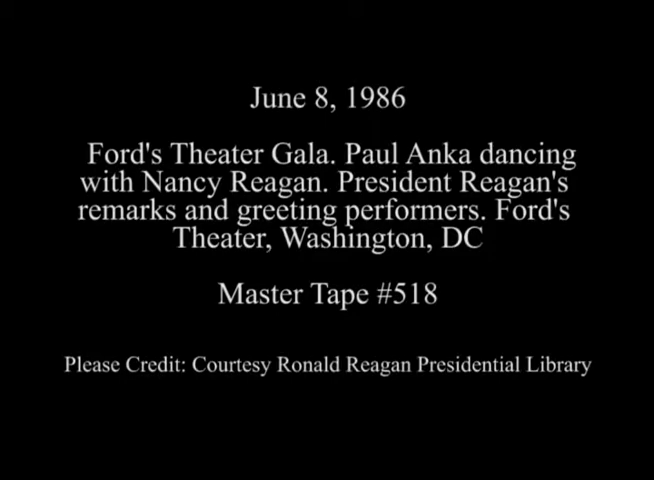 June 8, 1986
Ford's Theater Gala. Paul Anka dancing
with Nancy Reagan. President Reagan's
remarks and greeting performers. Ford's
Theater, Washington, DC
Master Tape #518
Please Credit: Courtesy Ronald Reagan Presidential Library